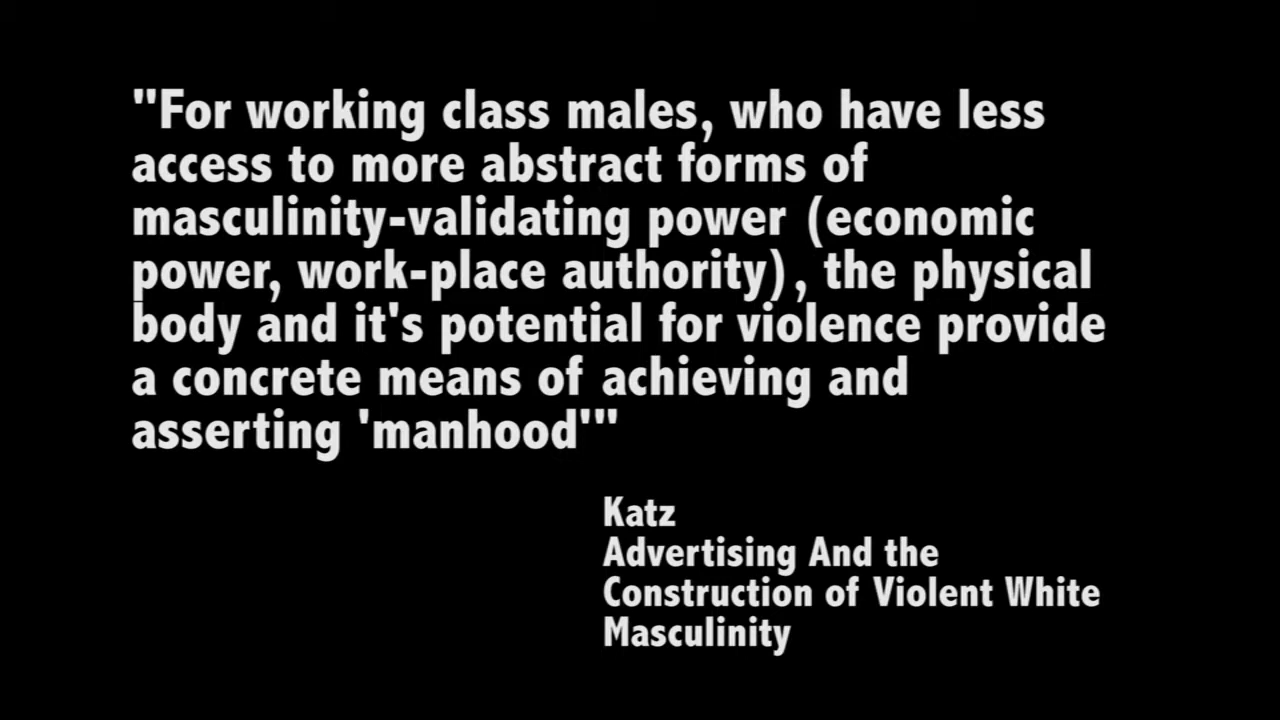 "For working class males, who have less
access to more abstract forms of
masculinity-validating power (economic
power, work-place authority), the physical
body and it's potential for violence provide
a concrete means of achieving and
asserting 'manhood'"
Katz
Advertising And the
Construction of Violent White
Masculinity